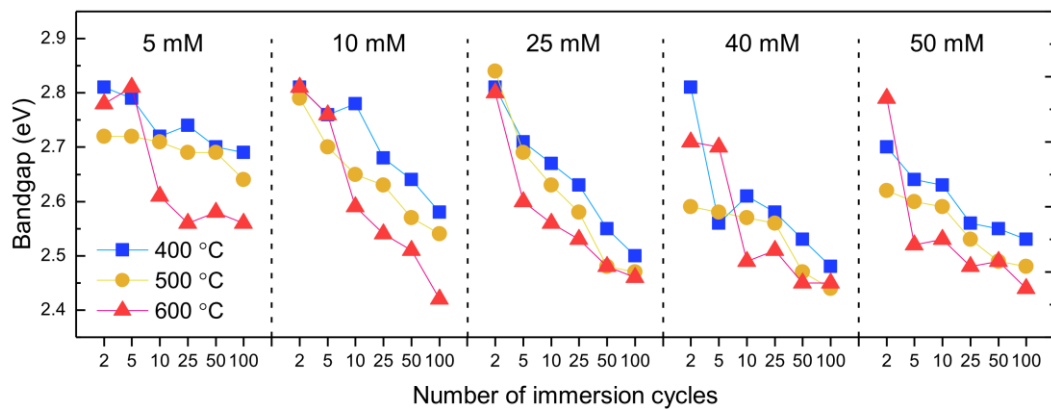 5 mM 10 mM 25 mM 40 mM 50 mM
2.9
2.8
2.7
2.6
2.5
2.4
Bandgap (eV)
400 °C
500 °C
600 °C
2 5 10 25 50 100 2 5 10 25 50 100 2 5 10 25 50 100 2 5 10 25 50 100 2 5 10 25 50 100
Number of immersion cycles